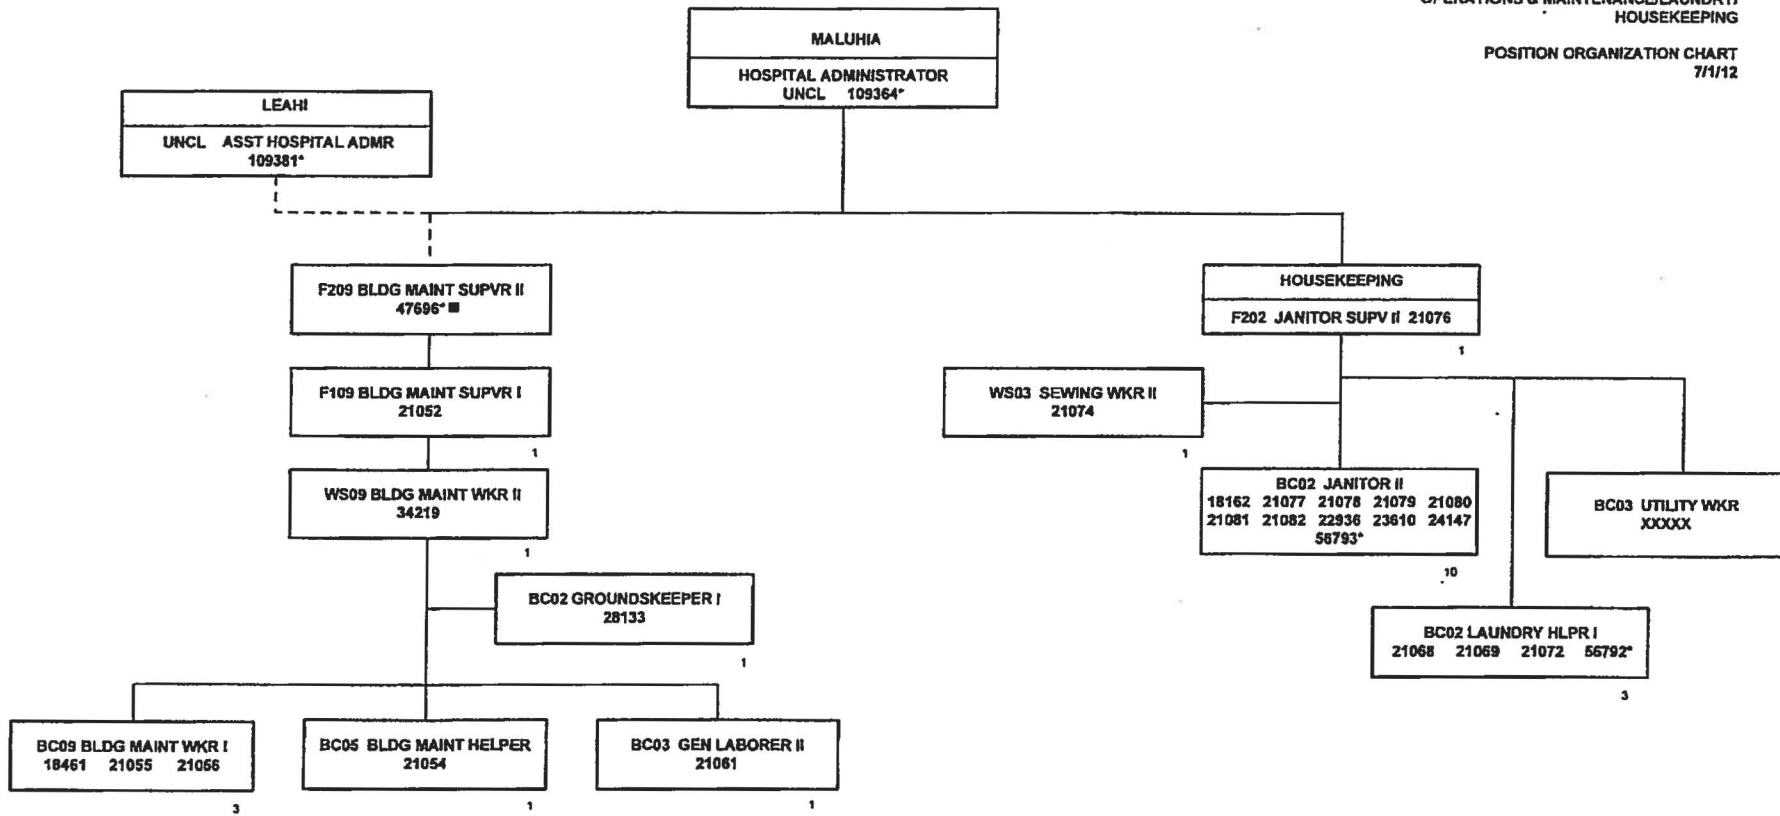 OPERATIONS & MAINTENANCE/LAUNDRY/
HOUSEKEEPING
POSITION ORGANIZATION CHART
7/1/12
MALUHIA
HOSPITAL ADMINISTRATOR
UNCL 109364*
LEAHI
UNCL ASST HOSPITAL ADMR
109381*
F209 BLDG MAINT SUPVR II
47696* ■
HOUSEKEEPING
F202 JANITOR SUPV II 21076
1
F109 BLDG MAINT SUPVR I
21052
1
WS03 SEWING WKR II
21074
1
WS09 BLDG MAINT WKR II
34219
1
BC02 JANITOR II
18162 21077 21078 21079 21080
21081 21082 22936 23610 24147
56793*
10
BC03 UTILITY WKR
XXXXX
BC02 GROUNDSKEEPER I
28133
1
BC02 LAUNDRY HLPR I
21068 21069 21072 56792*
3
BC09 BLDG MAINT WKR I
18461 21055 21056
3
BC05 BLDG MAINT HELPER
21054
1
BC03 GEN LABORER II
21061
1